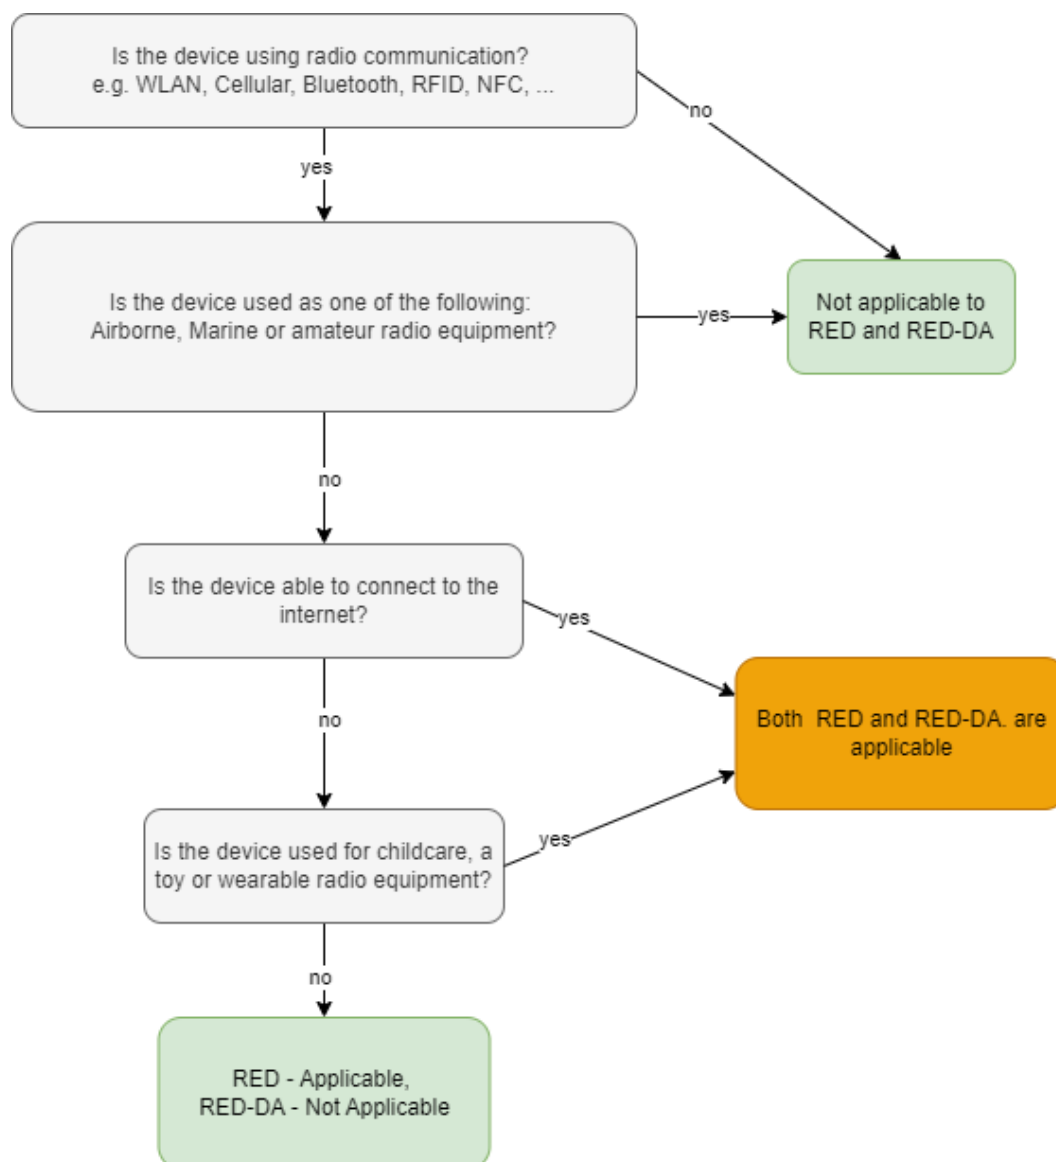 Is the device using radio communication?
e.g. WLAN, Cellular, Bluetooth, RFID, NFC, ...
no
yes
Is the device used as one of the following:
Airborne, Marine or amateur radio equipment?
yes
Not applicable to
RED and RED-DA
no
Is the device able to connect to the
internet?
yes
no
Both  RED and RED-DA. are
applicable
Is the device used for childcare, a
toy or wearable radio equipment?
yes
no
RED - Applicable,
RED-DA - Not Applicable